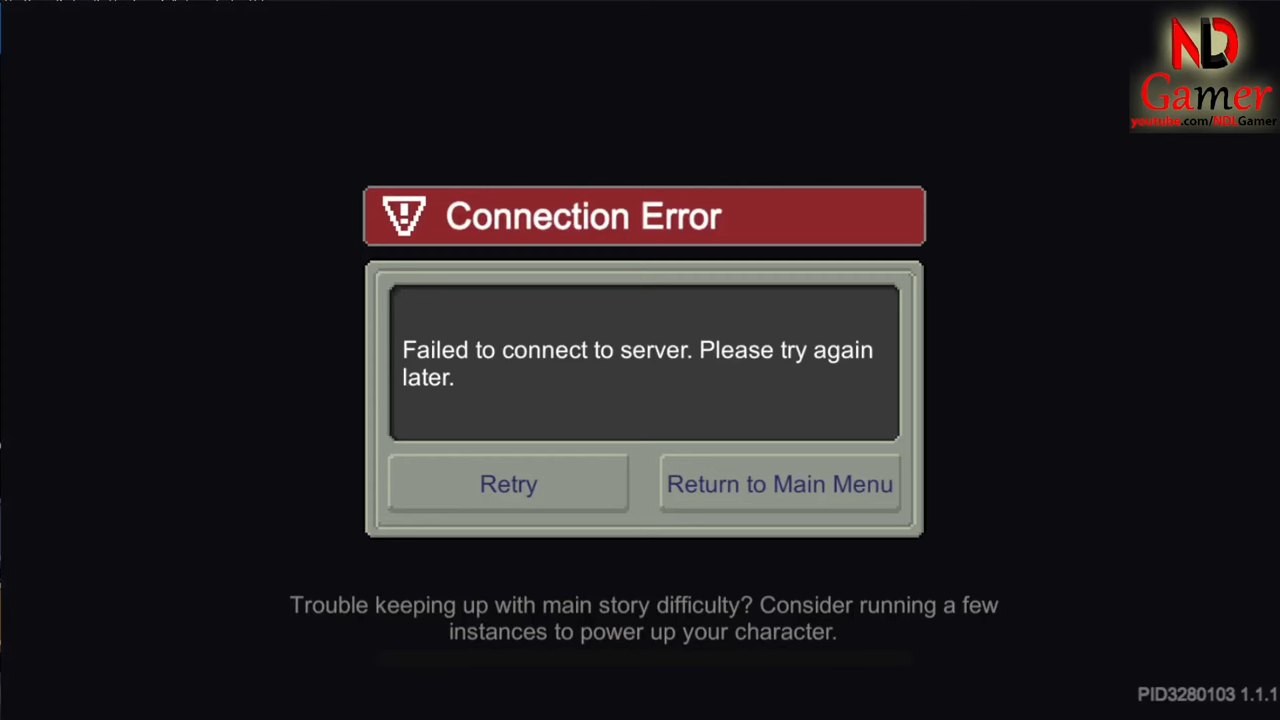 NDL
Gamer
youtube.com/NDLGamer
Connection Error
Failed to connect to server. Please try again
later.
Retry
Return to Main Menu
Trouble keeping up with main story difficulty? Consider running a few
instances to power up your character.
PID3280103 1.1.1